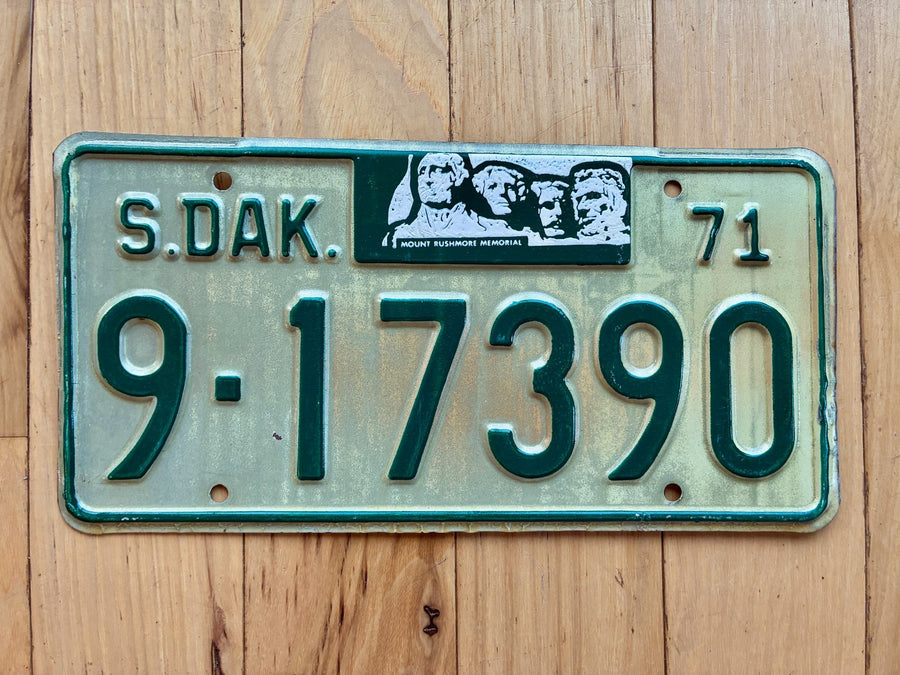 S.DAK. 71
MOUNT RUSHMORE MEMORIAL
9-17390